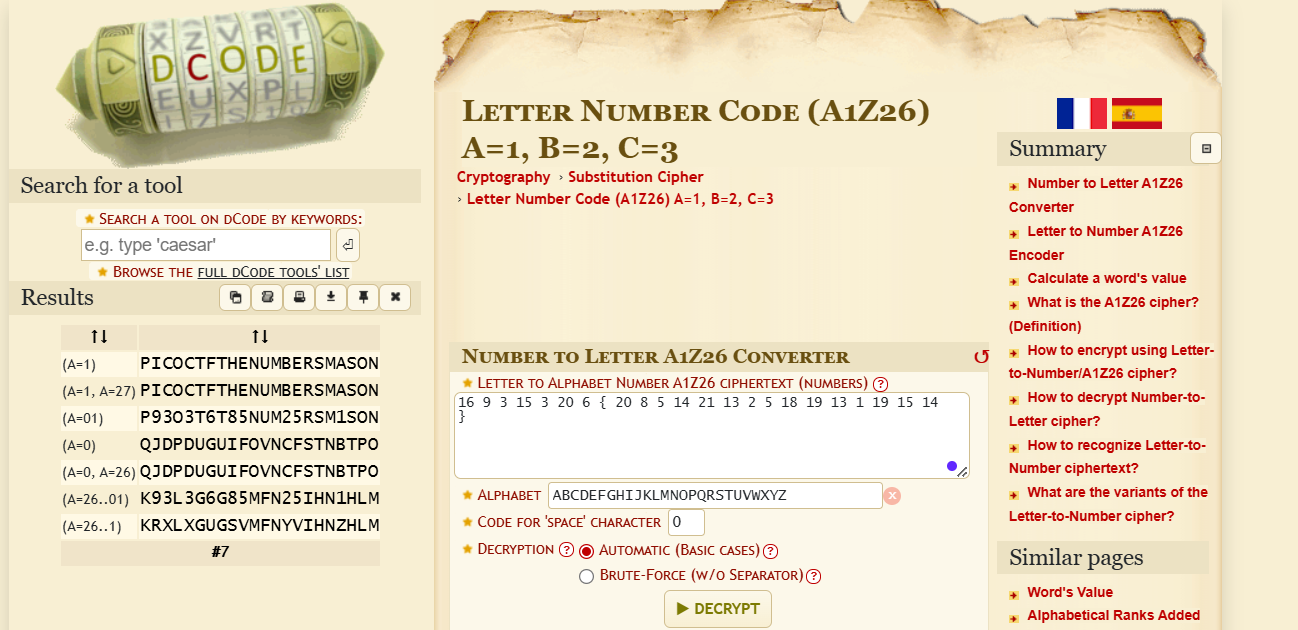 X Z V R T
D C O D E
E U X P L
Search for a tool
SEARCH A TOOL ON DCODE BY KEYWORDS:
e.g. type 'caesar'
BROWSE THE FULL DCODE TOOLS' LIST
Results
(A=1) PICOCTFTHENUMBERSMASON
(A=1, A=27) PICOCTFTHENUMBERSMASON
(A=01) P93O3T6T85NUM25RSM1SON
(A=0) QJDPDUGUIFOVNCFSTNBTPO
(A=0, A=26) QJDPDUGUIFOVNCFSTNBTPO
(A=26..01) K93L3G6G85MFN25IHN1HLM
(A=26..1) KRXLXGUGSVMFNYVIHNZHLM
#7
LETTER NUMBER CODE (A1Z26)
A=1, B=2, C=3
Cryptography › Substitution Cipher
› Letter Number Code (A1Z26) A=1, B=2, C=3
NUMBER TO LETTER A1Z26 CONVERTER
LETTER TO ALPHABET NUMBER A1Z26 CIPHERTEXT (NUMBERS) ?
16 9 3 15 3 20 6 { 20 8 5 14 21 13 2 5 18 19 13 1 19 15 14
}
ALPHABET ABCDEFGHIJKLMNOPQRSTUVWXYZ
CODE FOR 'SPACE' CHARACTER 0
DECRYPTION ? AUTOMATIC (BASIC CASES) ?
BRUTE-FORCE (W/O SEPARATOR) ?
▶ DECRYPT
Summary
Number to Letter A1Z26
Converter
Letter to Number A1Z26
Encoder
Calculate a word's value
What is the A1Z26 cipher?
(Definition)
How to encrypt using Letter-
to-Number/A1Z26 cipher?
How to decrypt Number-to-
Letter cipher?
How to recognize Letter-to-
Number ciphertext?
What are the variants of the
Letter-to-Number cipher?
Similar pages
Word's Value
Alphabetical Ranks Added